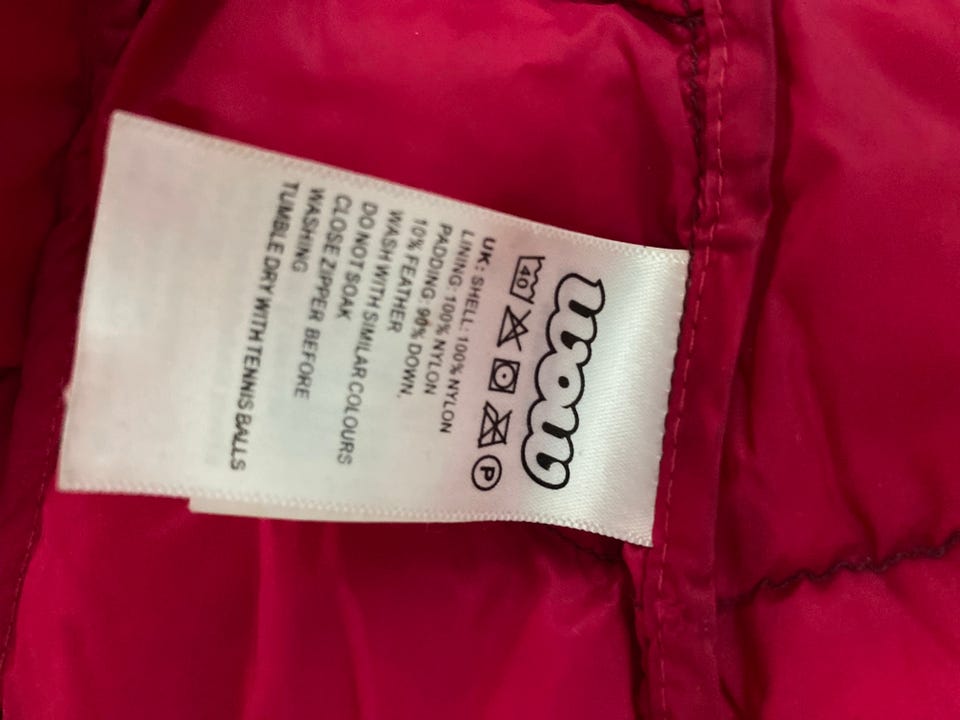 moon
40 P
UK: SHELL: 100% NYLON
LINING: 100% NYLON
PADDING: 90% DOWN,
10% FEATHER
WASH WITH SIMILAR COLOURS
DO NOT SOAK
CLOSE ZIPPER BEFORE
WASHING
TUMBLE DRY WITH TENNIS BALLS